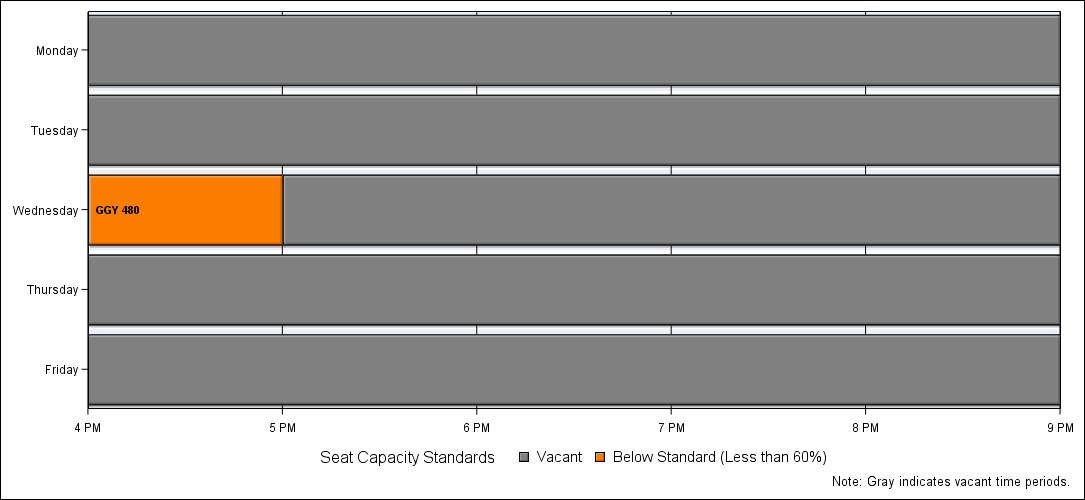 Monday
Tuesday
Wednesday
GGY 480
Thursday
Friday
4 PM 5 PM 6 PM 7 PM 8 PM 9 PM
Seat Capacity Standards Vacant Below Standard (Less than 60%)
Note: Gray indicates vacant time periods.